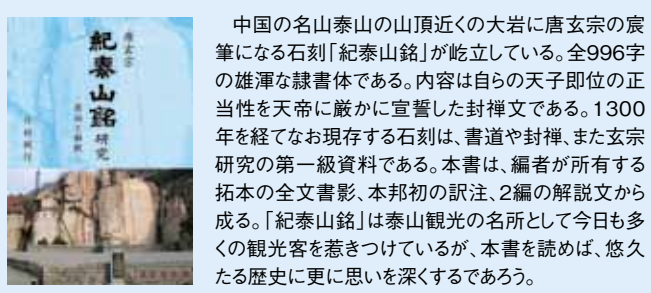 唐玄宗
紀泰山銘
研究
中国の名山泰山の山頂近くの大岩に唐玄宗の宸
筆になる石刻「紀泰山銘」が屹立している。全996字
の雄渾な隷書体である。内容は自らの天子即位の正
当性を天帝に厳かに宣誓した封禅文である。1300
年を経てなお現存する石刻は、書道や封禅、また玄宗
研究の第一級資料である。本書は、編者が所有する
拓本の全文書影、本邦初の訳注、2編の解説文から
成る。「紀泰山銘」は泰山観光の名所として今日も多
くの観光客を惹きつけているが、本書を読めば、悠久
たる歴史に更に思いを深くするであろう。